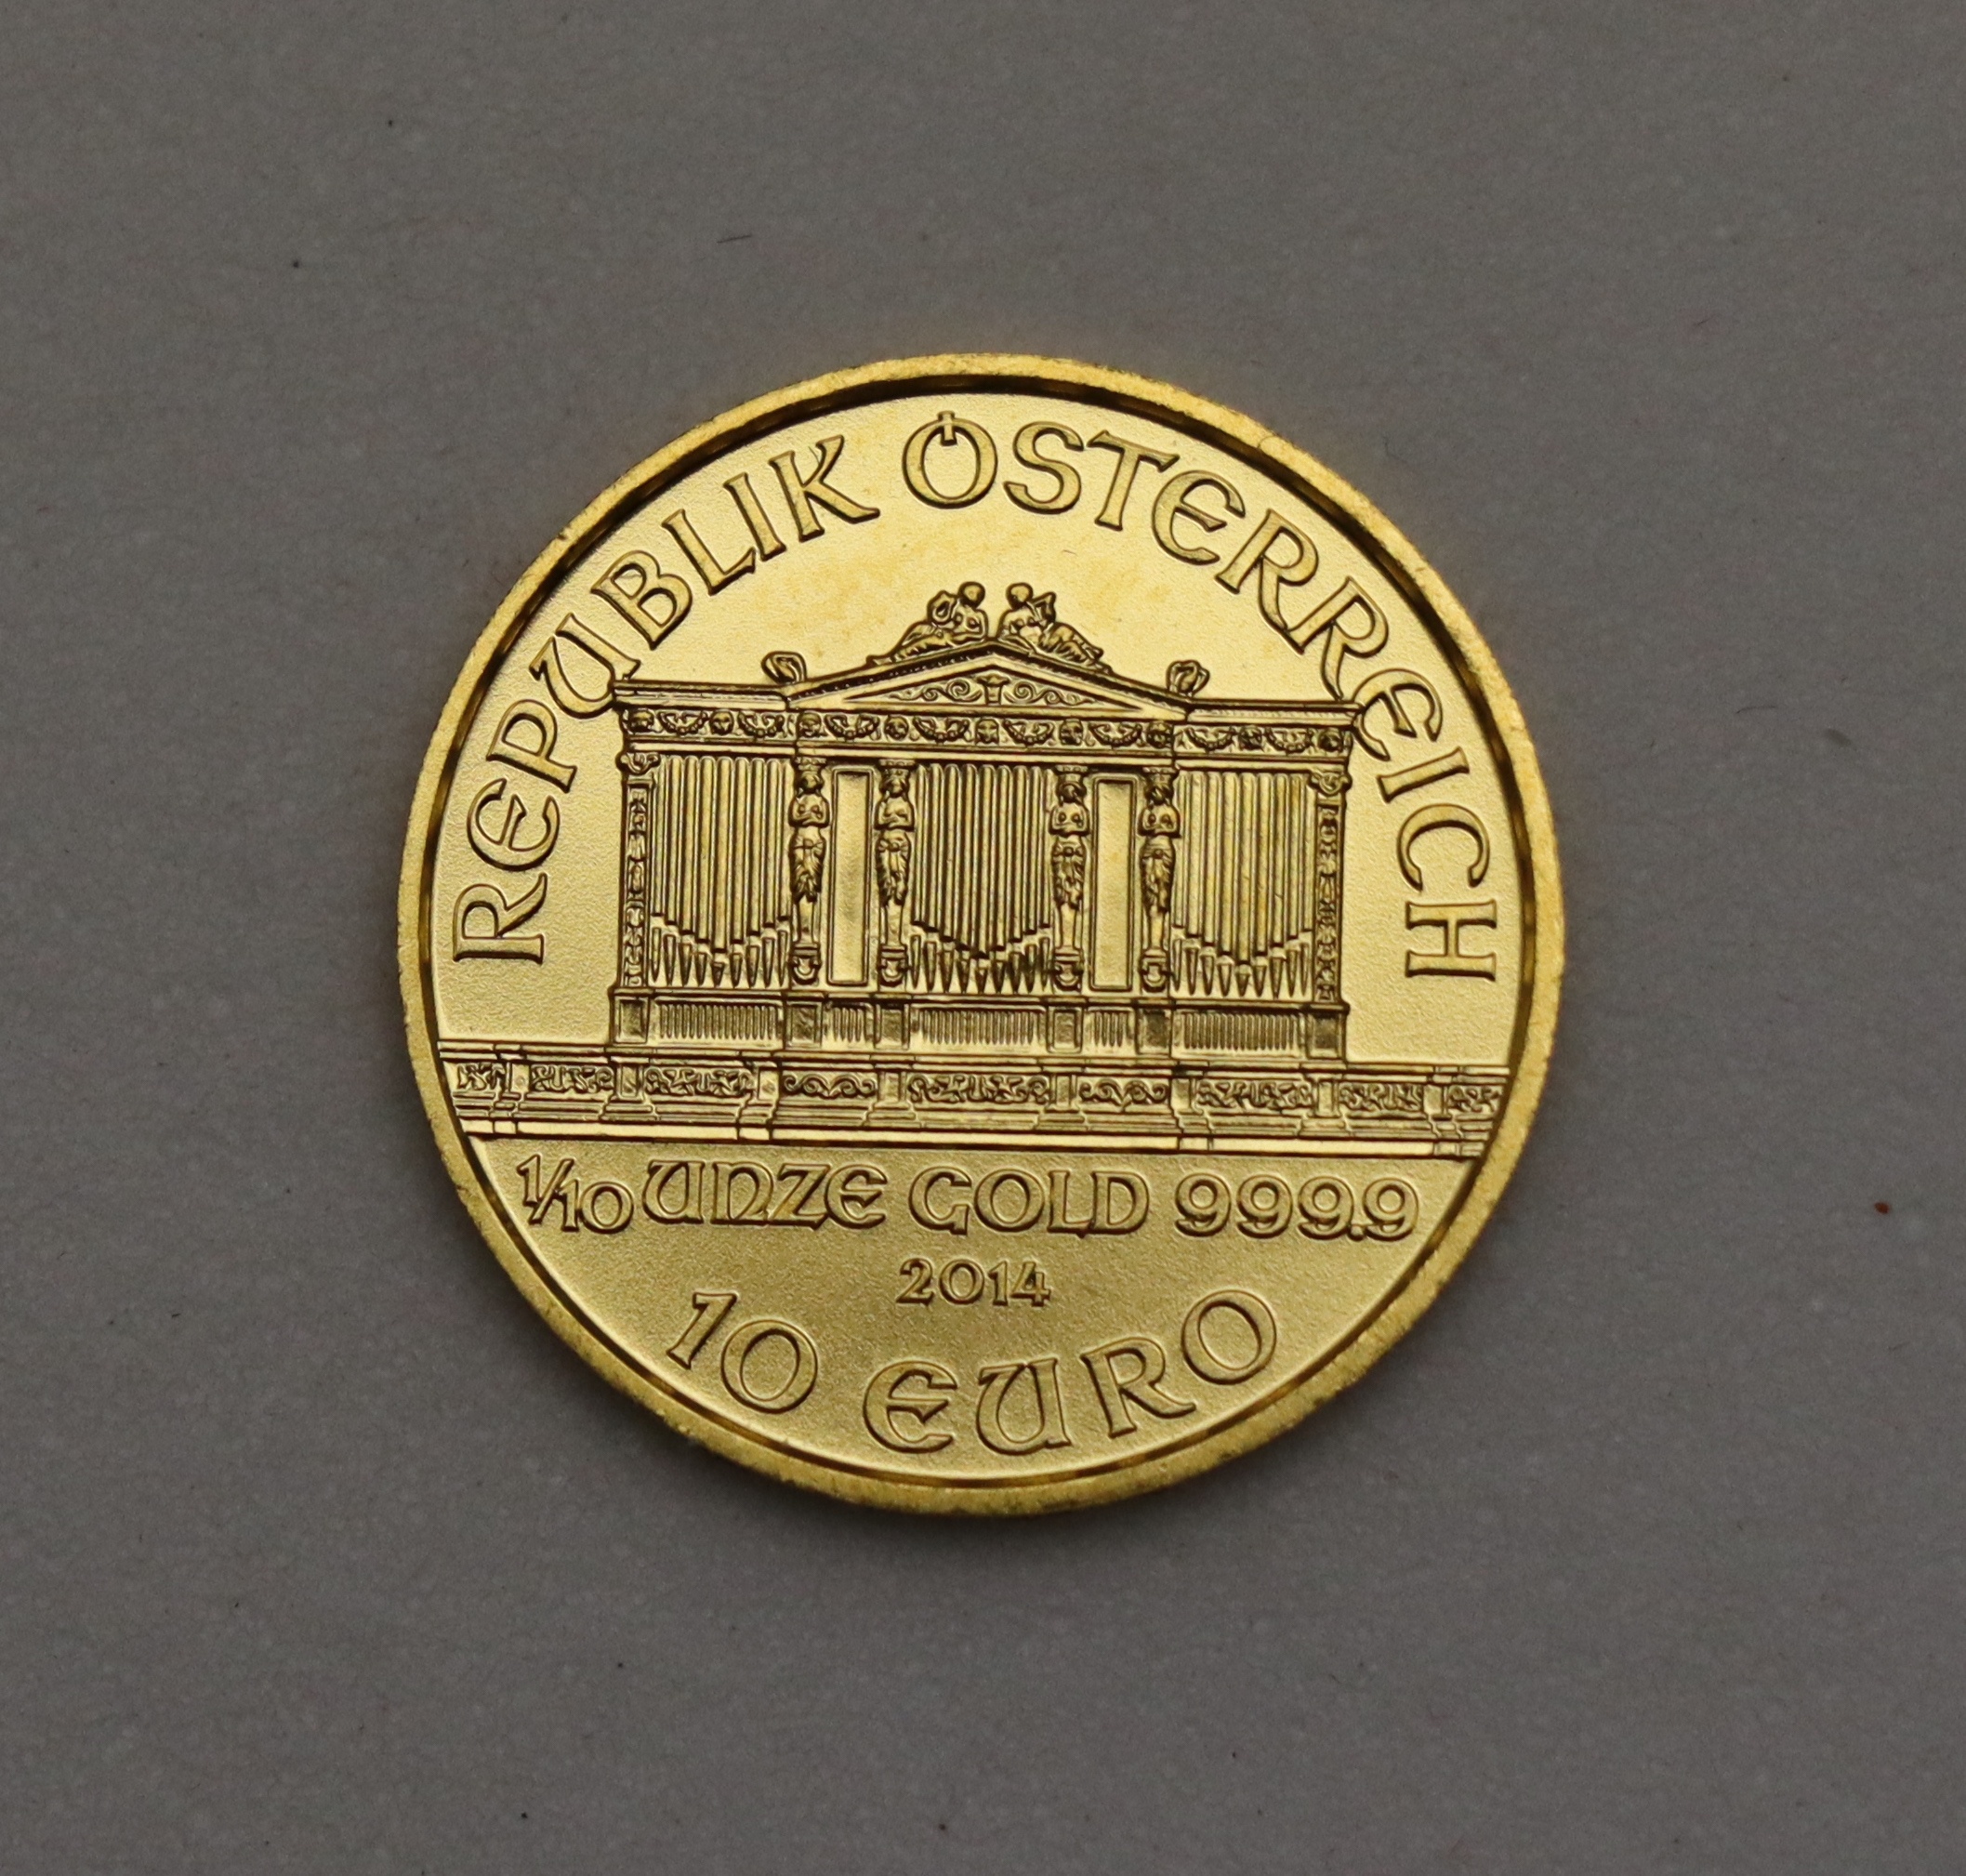 REPUBLIK ÖSTERREICH
1/10 UNZE GOLD 999.9
2014
10 EURO